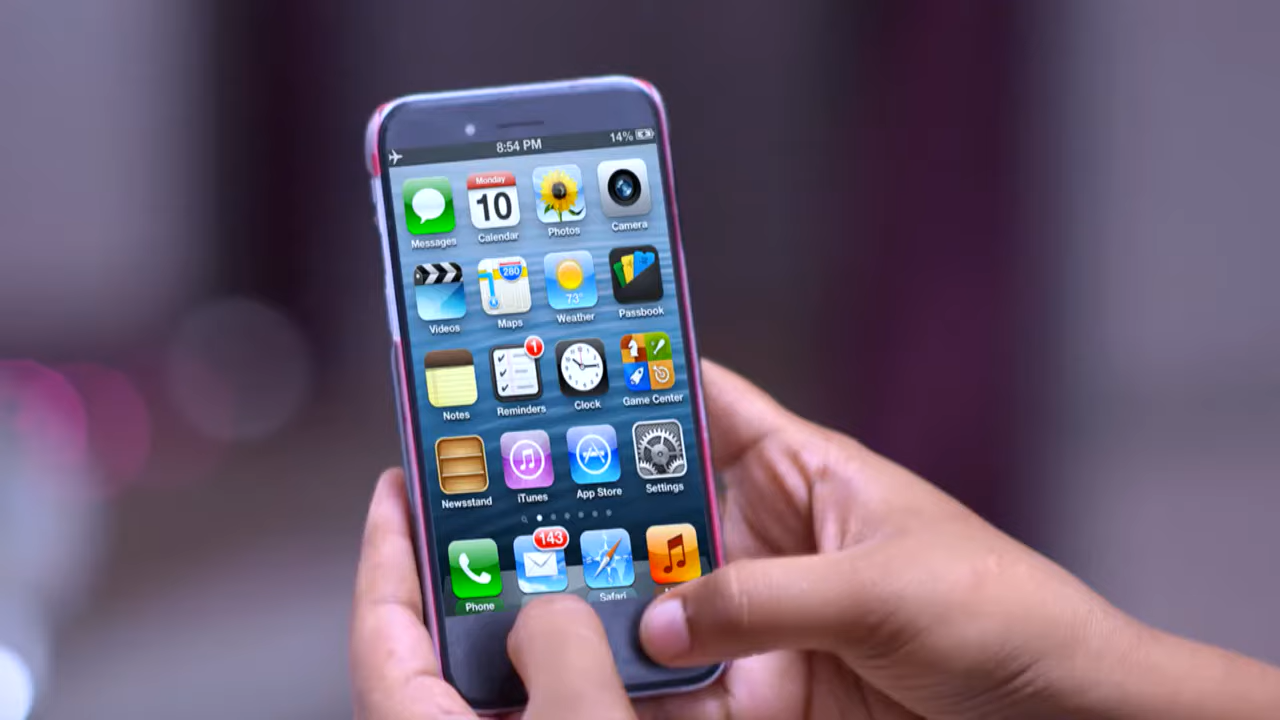 8:54 PM
14%
Monday
10
Messages
Calendar
Photos
Camera
280
73°
Videos
Maps
Weather
Passbook
1
Notes
Reminders
Clock
Game Center
Newsstand
iTunes
App Store
Settings
143
Phone
Safari